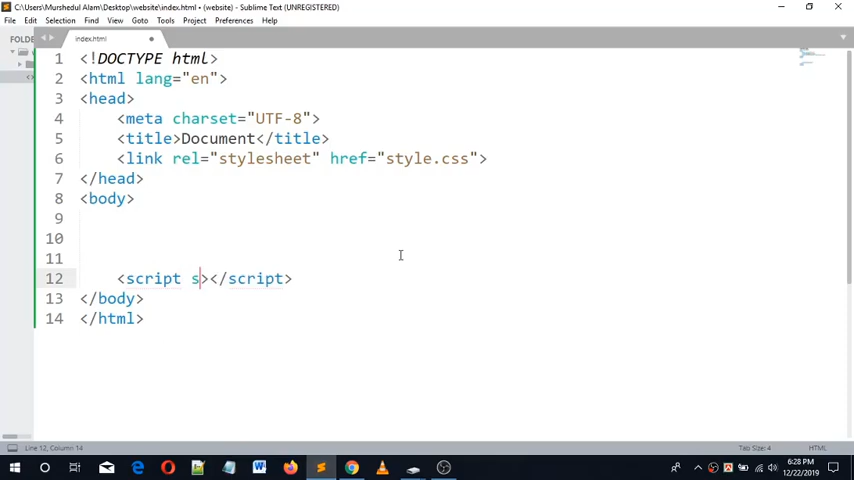 C:\Users\Murshedul Alam\Desktop\website\index.html • (website) - Sublime Text (UNREGISTERED)
File Edit Selection Find View Goto Tools Project Preferences Help
FOLDE
index.html
1 <!DOCTYPE html>
2 <html lang="en">
3 <head>
4 <meta charset="UTF-8">
5 <title>Document</title>
6 <link rel="stylesheet" href="style.css">
7 </head>
8 <body>
9
10
11
12 <script s></script>
13 </body>
14 </html>
Line 12, Column 14 Tab Size: 4 HTML
6:28 PM
12/22/2019